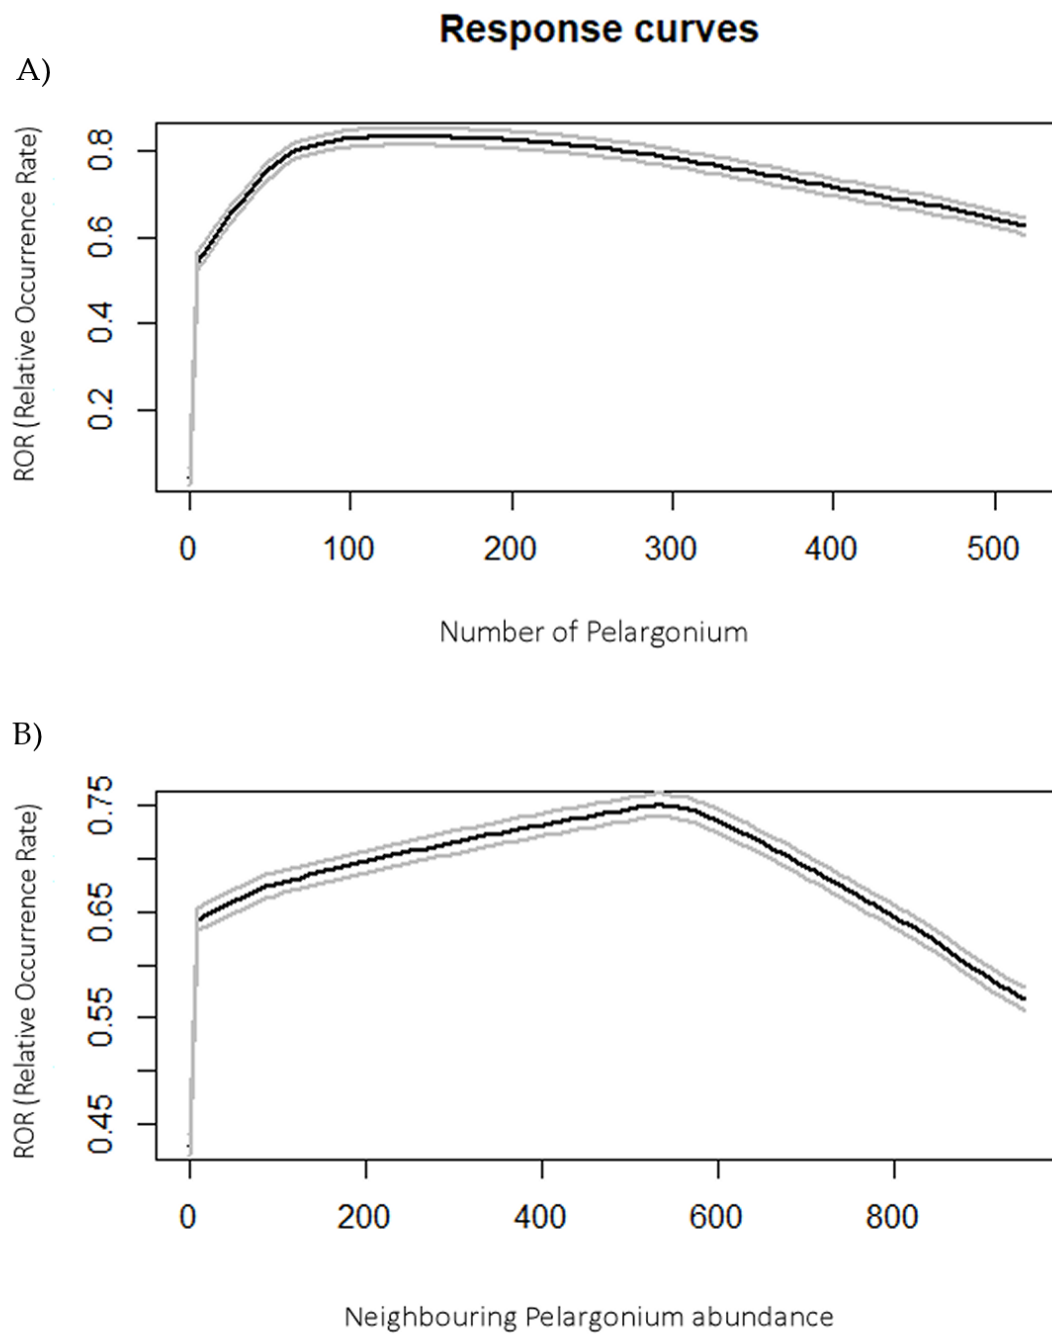 Response curves
A)
ROR (Relative Occurrence Rate)
0.8
0.6
0.4
0.2
0 100 200 300 400 500
Number of Pelargonium
B)
ROR (Relative Occurrence Rate)
0.75
0.65
0.55
0.45
0 200 400 600 800
Neighbouring Pelargonium abundance